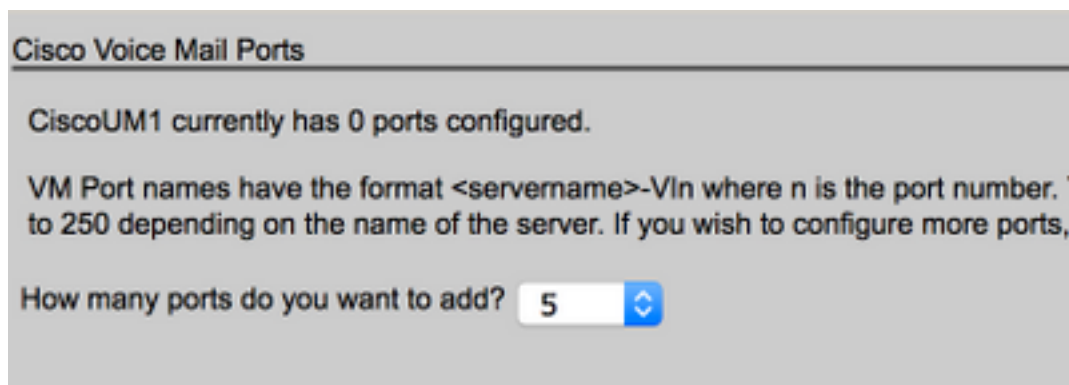 Cisco Voice Mail Ports
CiscoUM1 currently has 0 ports configured.
VM Port names have the format <servername>-VIn where n is the port number.
to 250 depending on the name of the server. If you wish to configure more ports,
How many ports do you want to add? 5